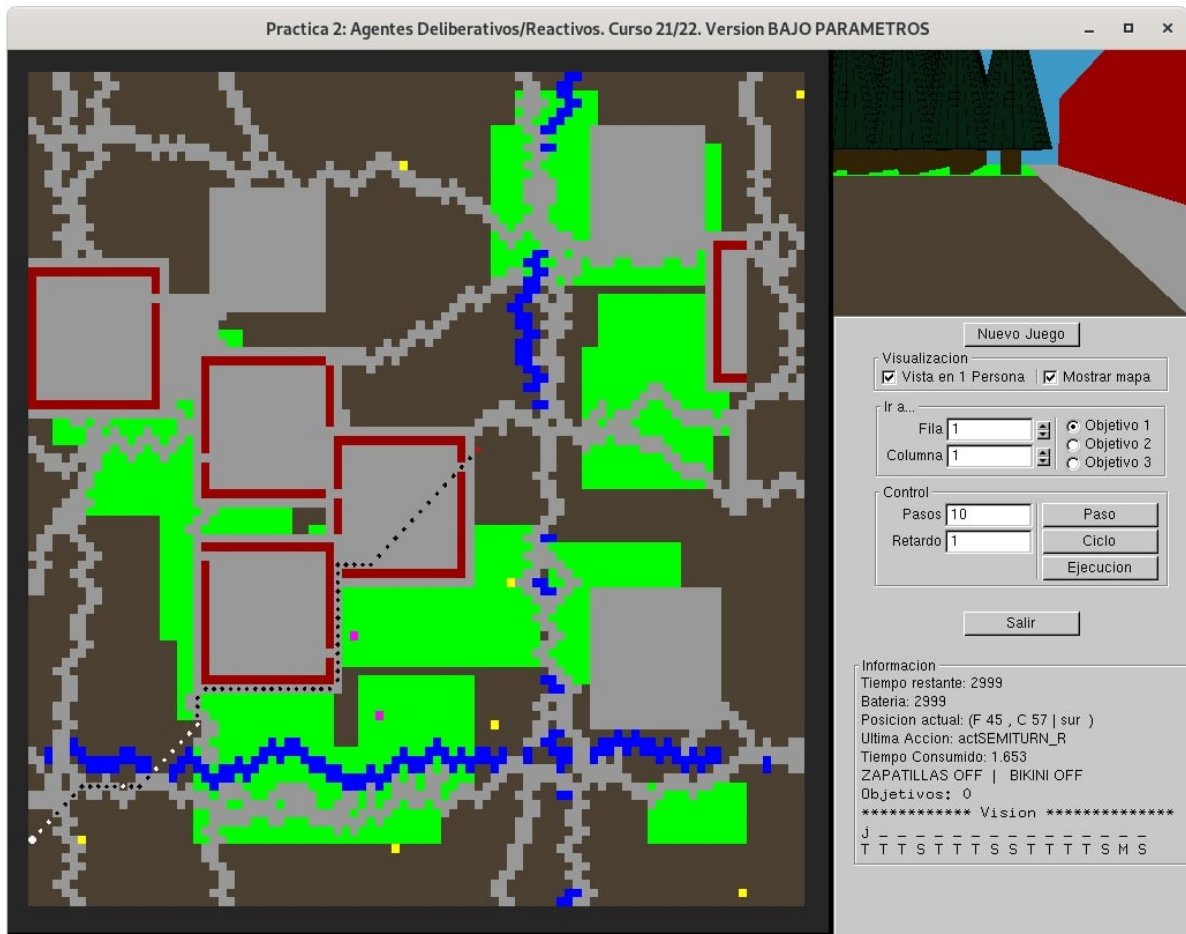 Practica 2: Agentes Deliberativos/Reactivos. Curso 21/22. Version BAJO PARAMETROS
Nuevo Juego
Visualizacion
Vista en 1 Persona
Mostrar mapa
Ir a...
Fila 1
Columna 1
Objetivo 1
Objetivo 2
Objetivo 3
Control
Pasos 10
Retardo 1
Paso
Ciclo
Ejecucion
Salir
Informacion
Tiempo restante: 2999
Bateria: 2999
Posicion actual: (F 45 , C 57 | sur )
Ultima Accion: actSEMITURN_R
Tiempo Consumido: 1.653
ZAPATILLAS OFF | BIKINI OFF
Objetivos: 0
************ Vision **************
j _ _ _ _ _ _ _ _ _ _ _ _ _ _ _
T T T S T T T S S T T T T S M S